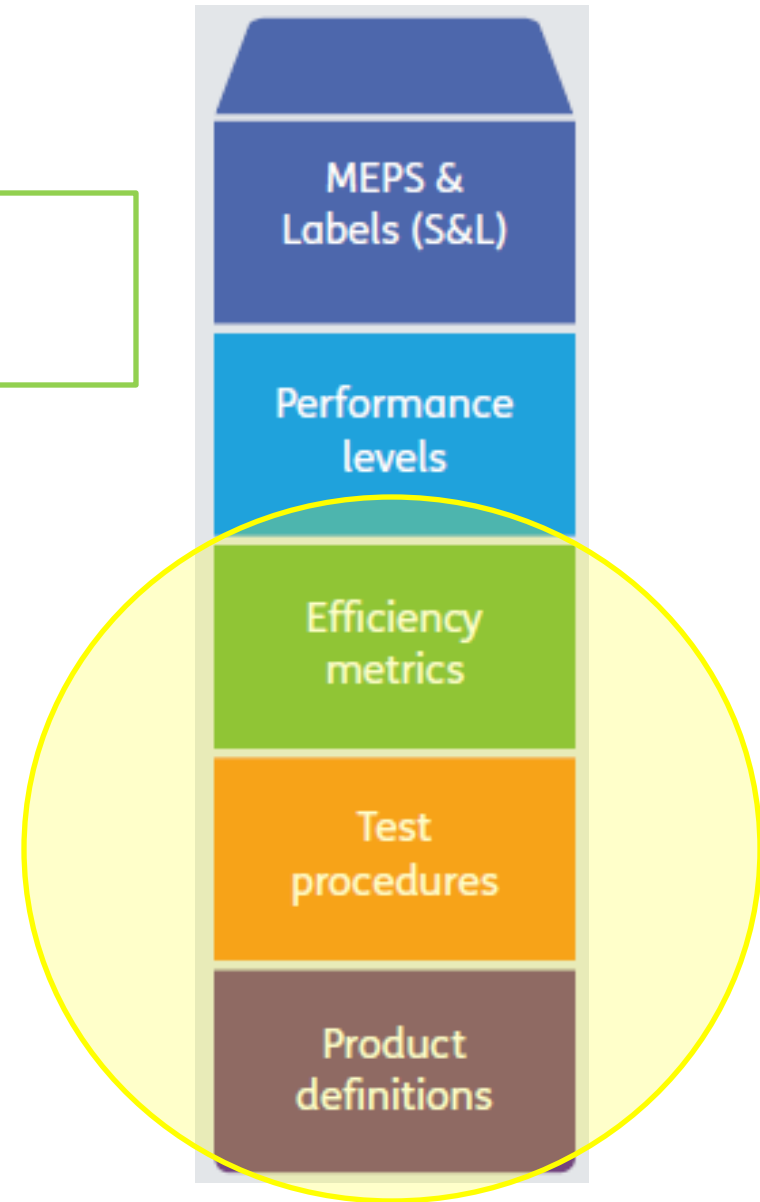 MEPS &
Labels (S&L)
Performance
levels
Efficiency
metrics
Test
procedures
Product
definitions